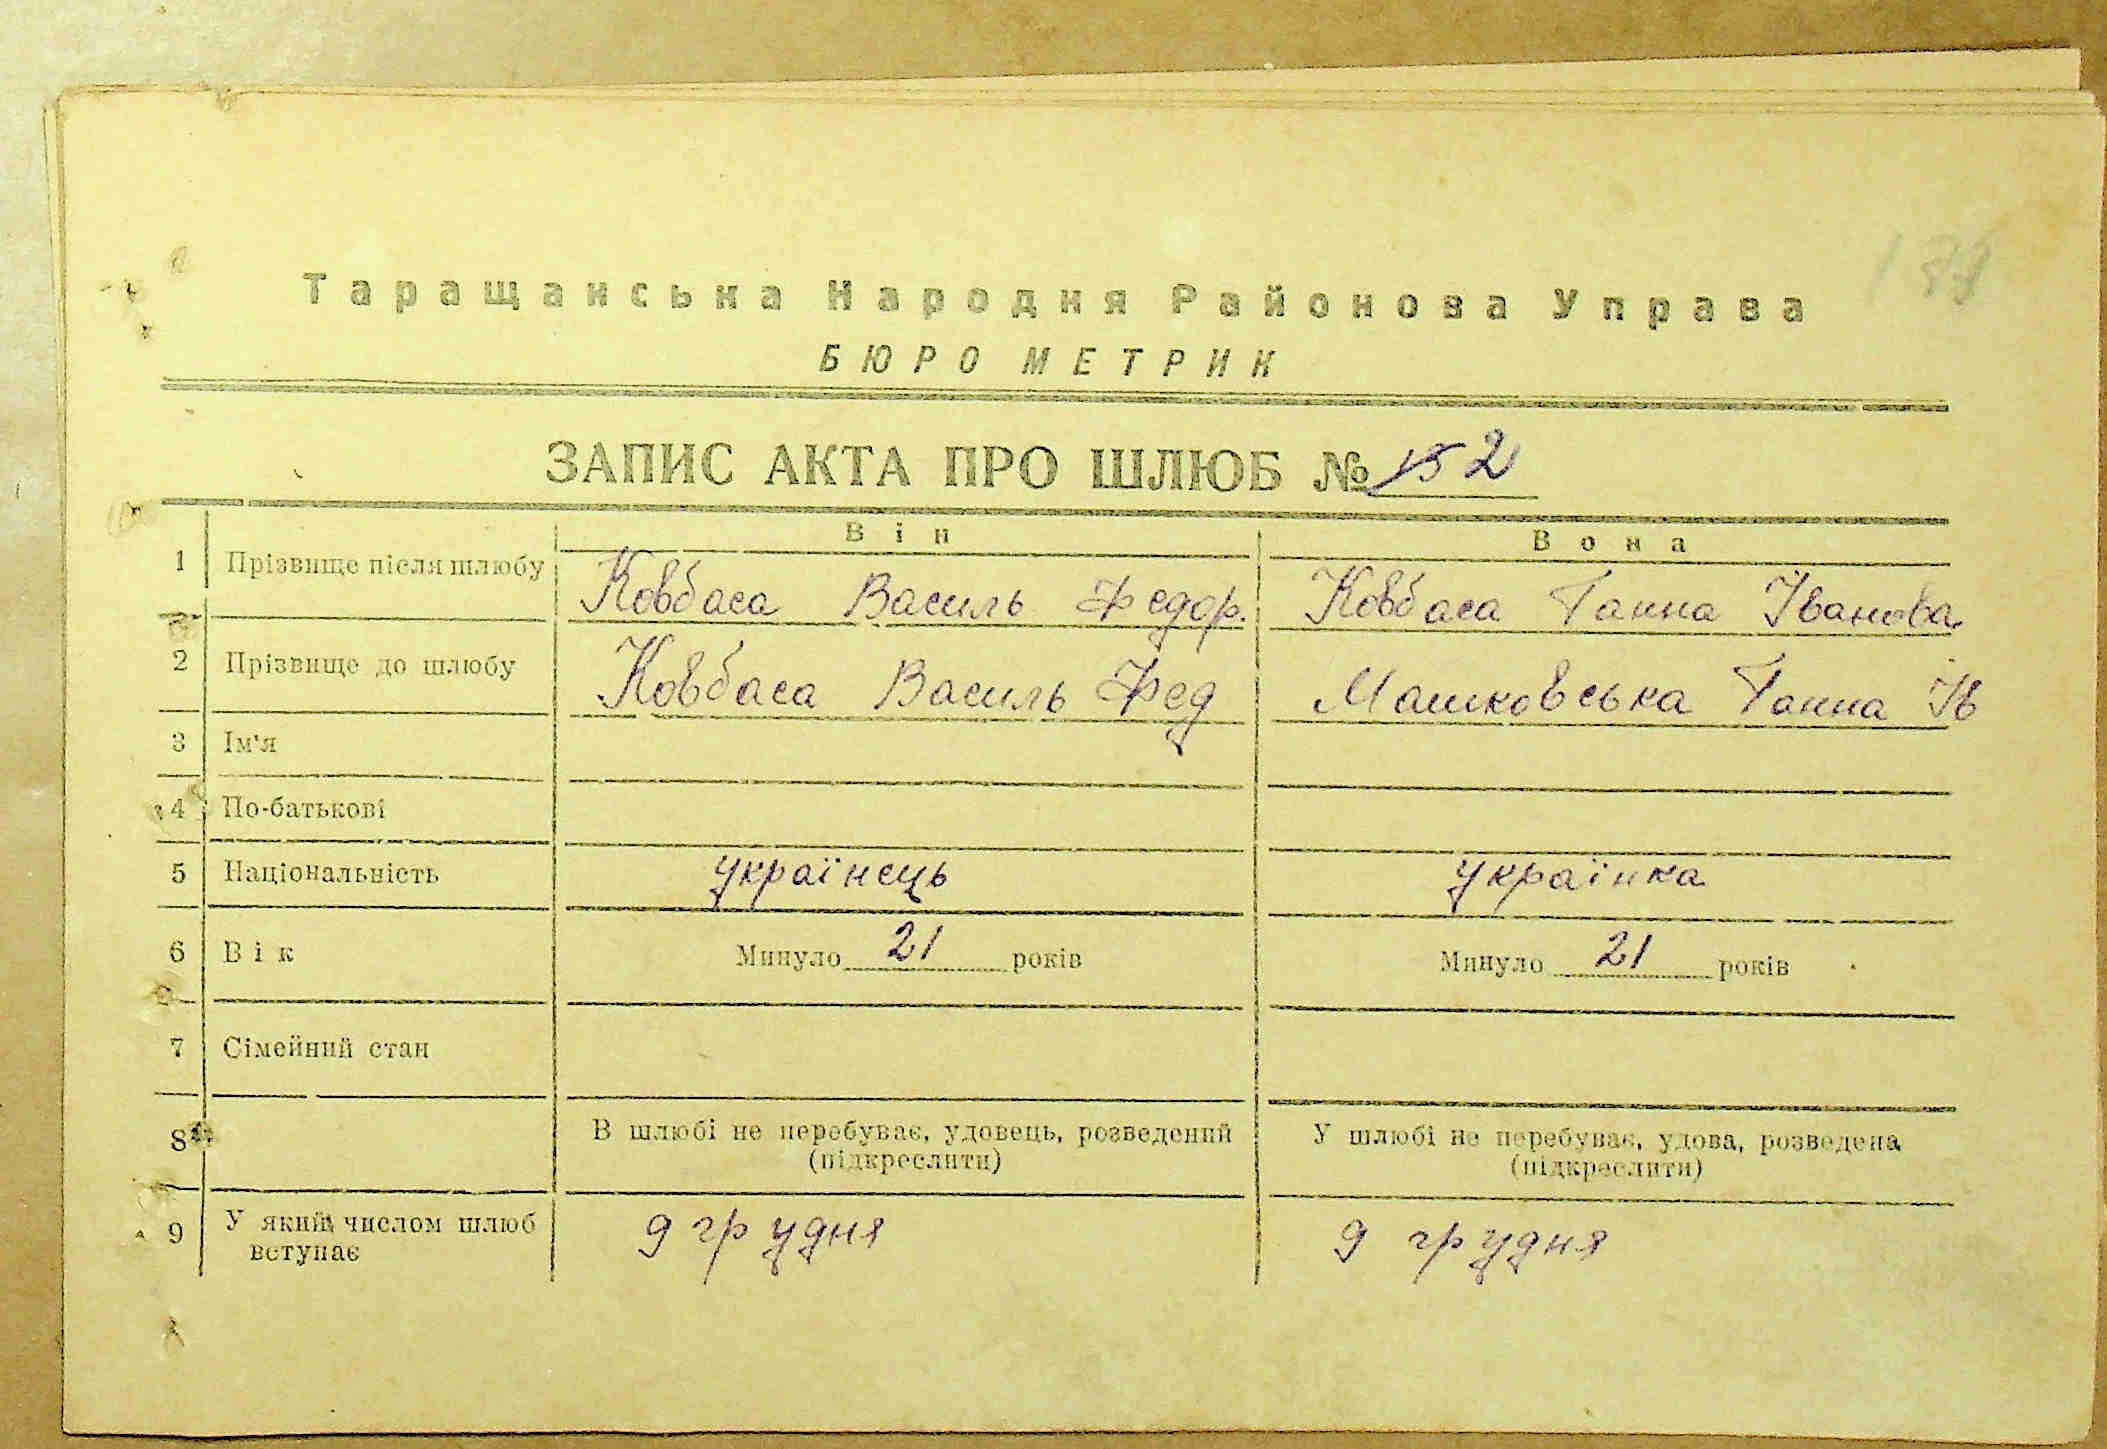 Таращанська Народня Районова Управа
БЮРО МЕТРИК
ЗАПИС АКТА ПРО ШЛЮБ № 152
Він Вона
1 Прізвище після шлюбу Ковбаса Василь Федор. Ковбаса Ганна Іванова
2 Прізвище до шлюбу Ковбаса Василь Фед Машковська Ганна Ів
3 Ім'я
4 По-батькові
5 Національність українець українка
6 Вік Минуло 21 років Минуло 21 років
7 Сімейний стан
8 В шлюбі не перебуває, удовець, розведений У шлюбі не перебуває, удова, розведена
(підкреслити) (підкреслити)
9 У яким числом шлюб 9 грудня 9 грудня
вступає